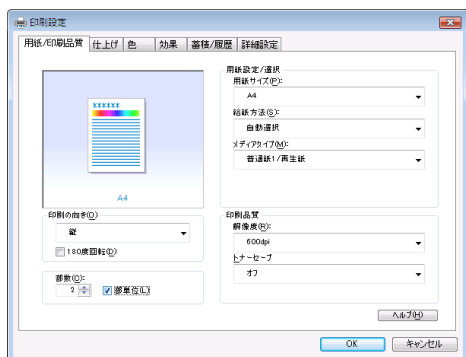 印刷設定
用紙/印刷品質 仕上げ 色 効果 蓄積/履歴 詳細設定
******
A4
用紙設定/選択
用紙サイズ(P):
A4
給紙方法(S):
自動選択
メディアタイプ(M):
普通紙1/再生紙
印刷の向き(O)
縦
180度回転(D)
部数(C):
2 部単位(L)
印刷品質
解像度(R):
600dpi
トナーセーブ
オフ
ヘルプ(H)
OK キャンセル